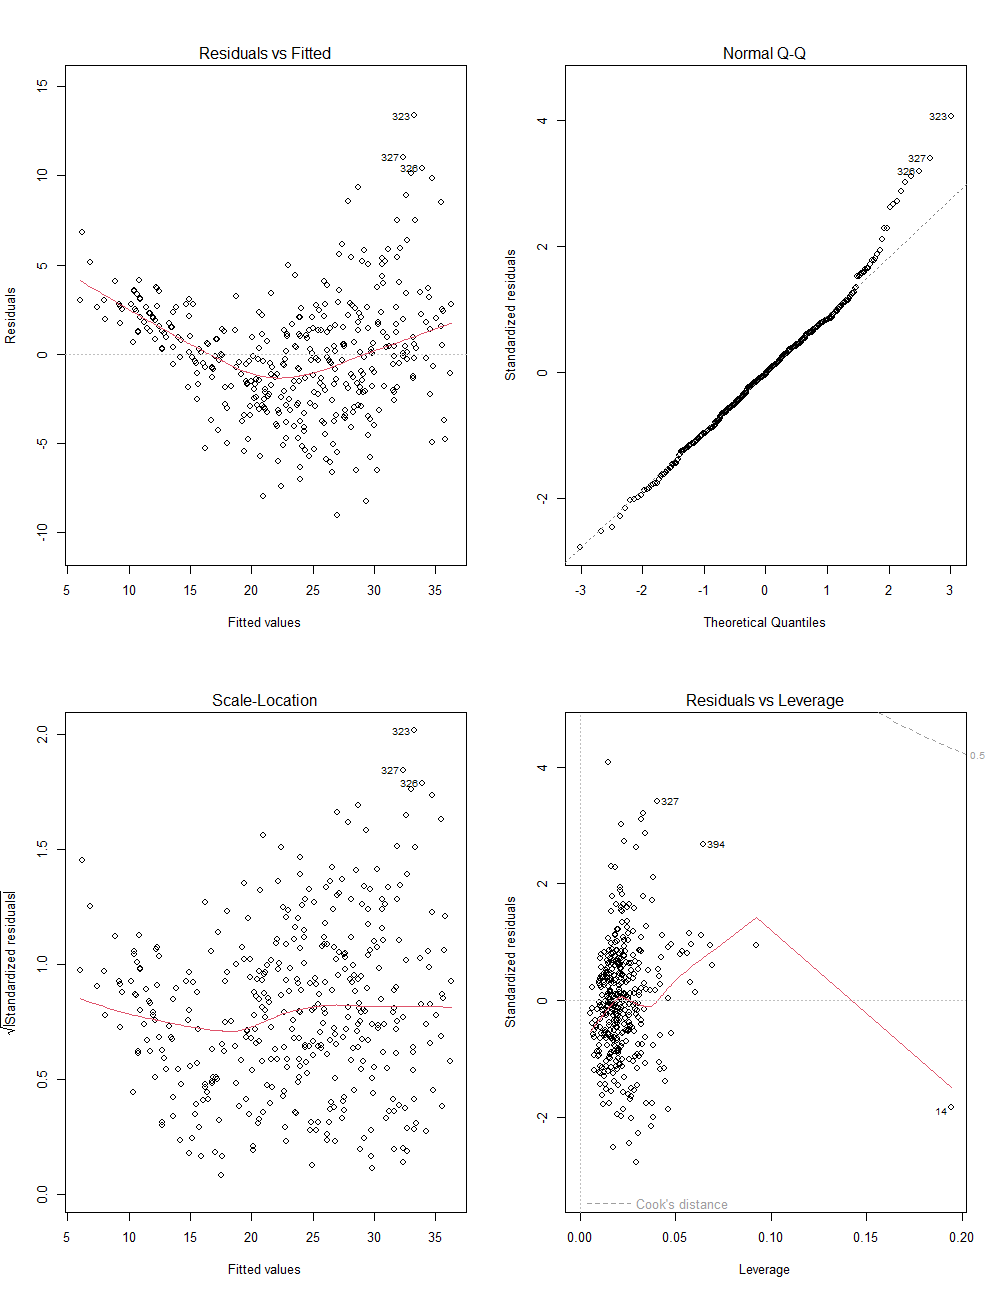 Residuals vs Fitted
Residuals
15
10
5
0
-5
-10
323
327
326
5 10 15 20 25 30 35
Fitted values
Normal Q-Q
Standardized residuals
4
2
0
-2
323
327
326
-3 -2 -1 0 1 2 3
Theoretical Quantiles
Scale-Location
√|Standardized residuals|
2.0
1.5
1.0
0.5
0.0
323
327
326
5 10 15 20 25 30 35
Fitted values
Residuals vs Leverage
Standardized residuals
4
2
0
-2
0.5
327
394
14
Cook's distance
0.00 0.05 0.10 0.15 0.20
Leverage